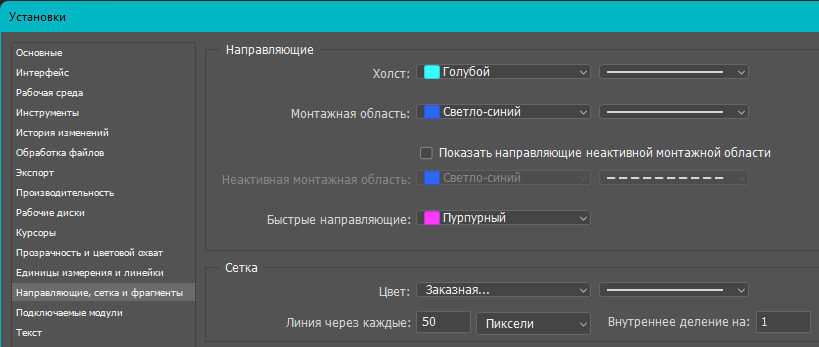 Установки
Основные
Интерфейс
Рабочая среда
Инструменты
История изменений
Обработка файлов
Экспорт
Производительность
Рабочие диски
Курсоры
Прозрачность и цветовой охват
Единицы измерения и линейки
Направляющие, сетка и фрагменты
Подключаемые модули
Текст
Направляющие
Холст: Голубой
Монтажная область: Светло-синий
Показать направляющие неактивной монтажной области
Неактивная монтажная область: Светло-синий
Быстрые направляющие: Пурпурный
Сетка
Цвет: Заказная...
Линия через каждые: 50 Пиксели Внутреннее деление на: 1